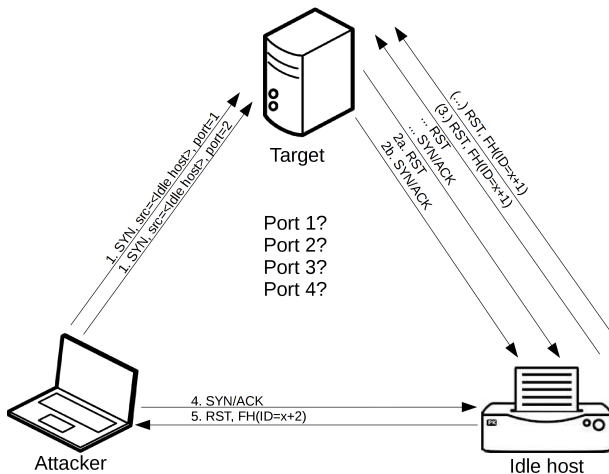 Target
1. SYN, src=<Idle host>, port=1
1. SYN, src=<Idle host>, port=2
(...) RST, FH(ID=x+1)
(3.) RST, FH(ID=x+1)
... RST
... SYN/ACK
2a. RST
2b. SYN/ACK
Port 1?
Port 2?
Port 3?
Port 4?
4. SYN/ACK
5. RST, FH(ID=x+2)
Attacker
Idle host